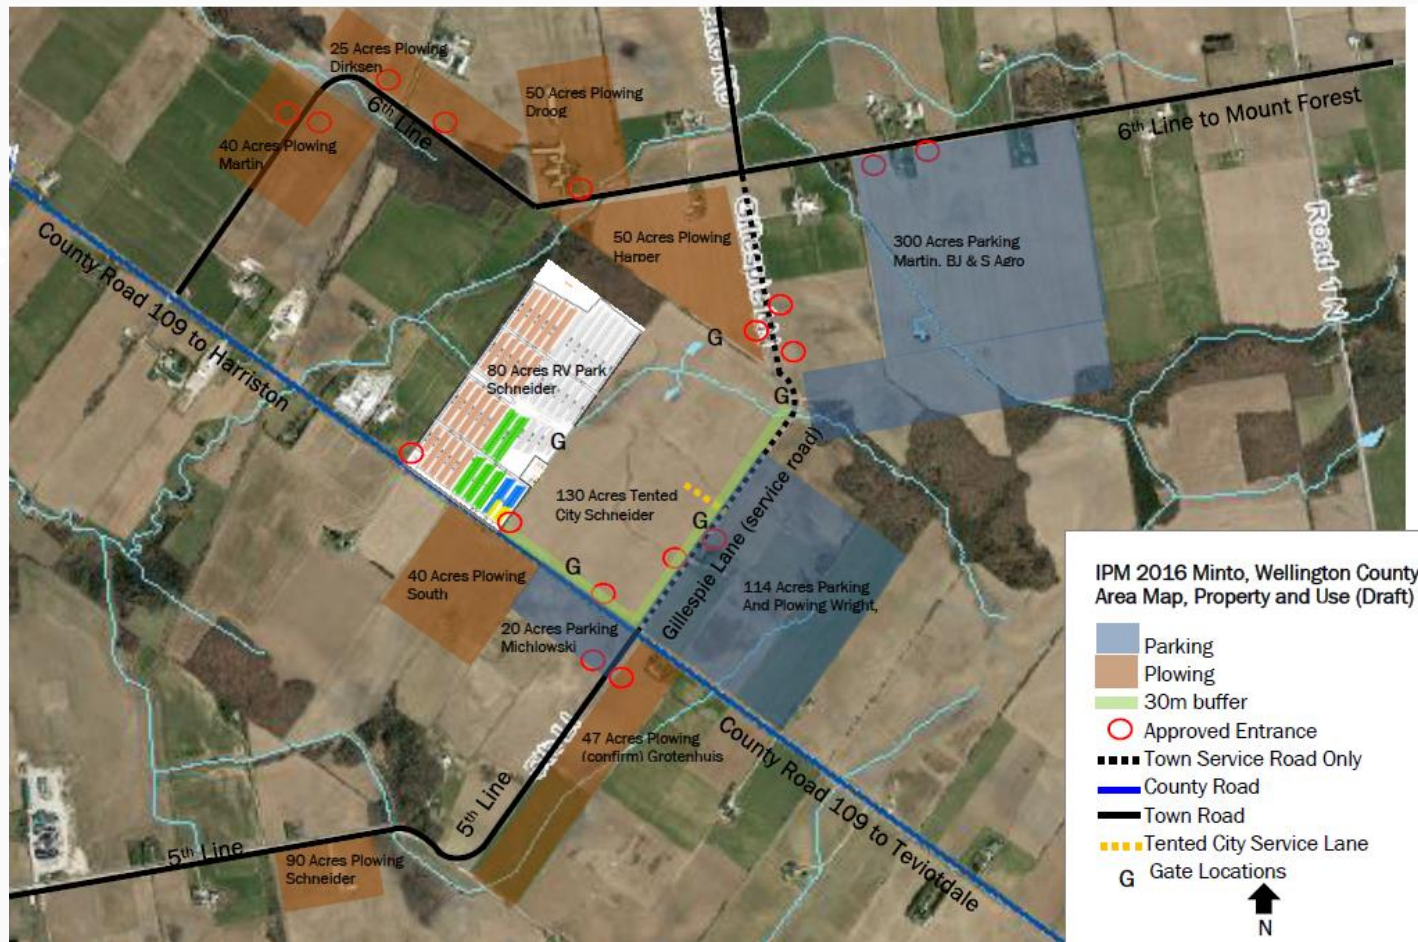 25 Acres Plowing
Dirksen
50 Acres Plowing
Droog
6th Line
40 Acres Plowing
Martin
6th Line to Mount Forest
50 Acres Plowing
Harper
300 Acres Parking
Martin, BJ & S Agro
Road 11 N
County Road 109 to Harriston
G
80 Acres RV Park
Schneider
G
G
130 Acres Tented
City Schneider
G
Gillespie Lane (service road)
G
40 Acres Plowing
South
114 Acres Parking
And Plowing Wright,
20 Acres Parking
Michlowski
47 Acres Plowing
(confirm) Grotenhuis
County Road 109 to Teviotdale
5th Line
5th Line
90 Acres Plowing
Schneider
IPM 2016 Minto, Wellington County
Area Map, Property and Use (Draft)
Parking
Plowing
30m buffer
Approved Entrance
Town Service Road Only
County Road
Town Road
Tented City Service Lane
G Gate Locations
N